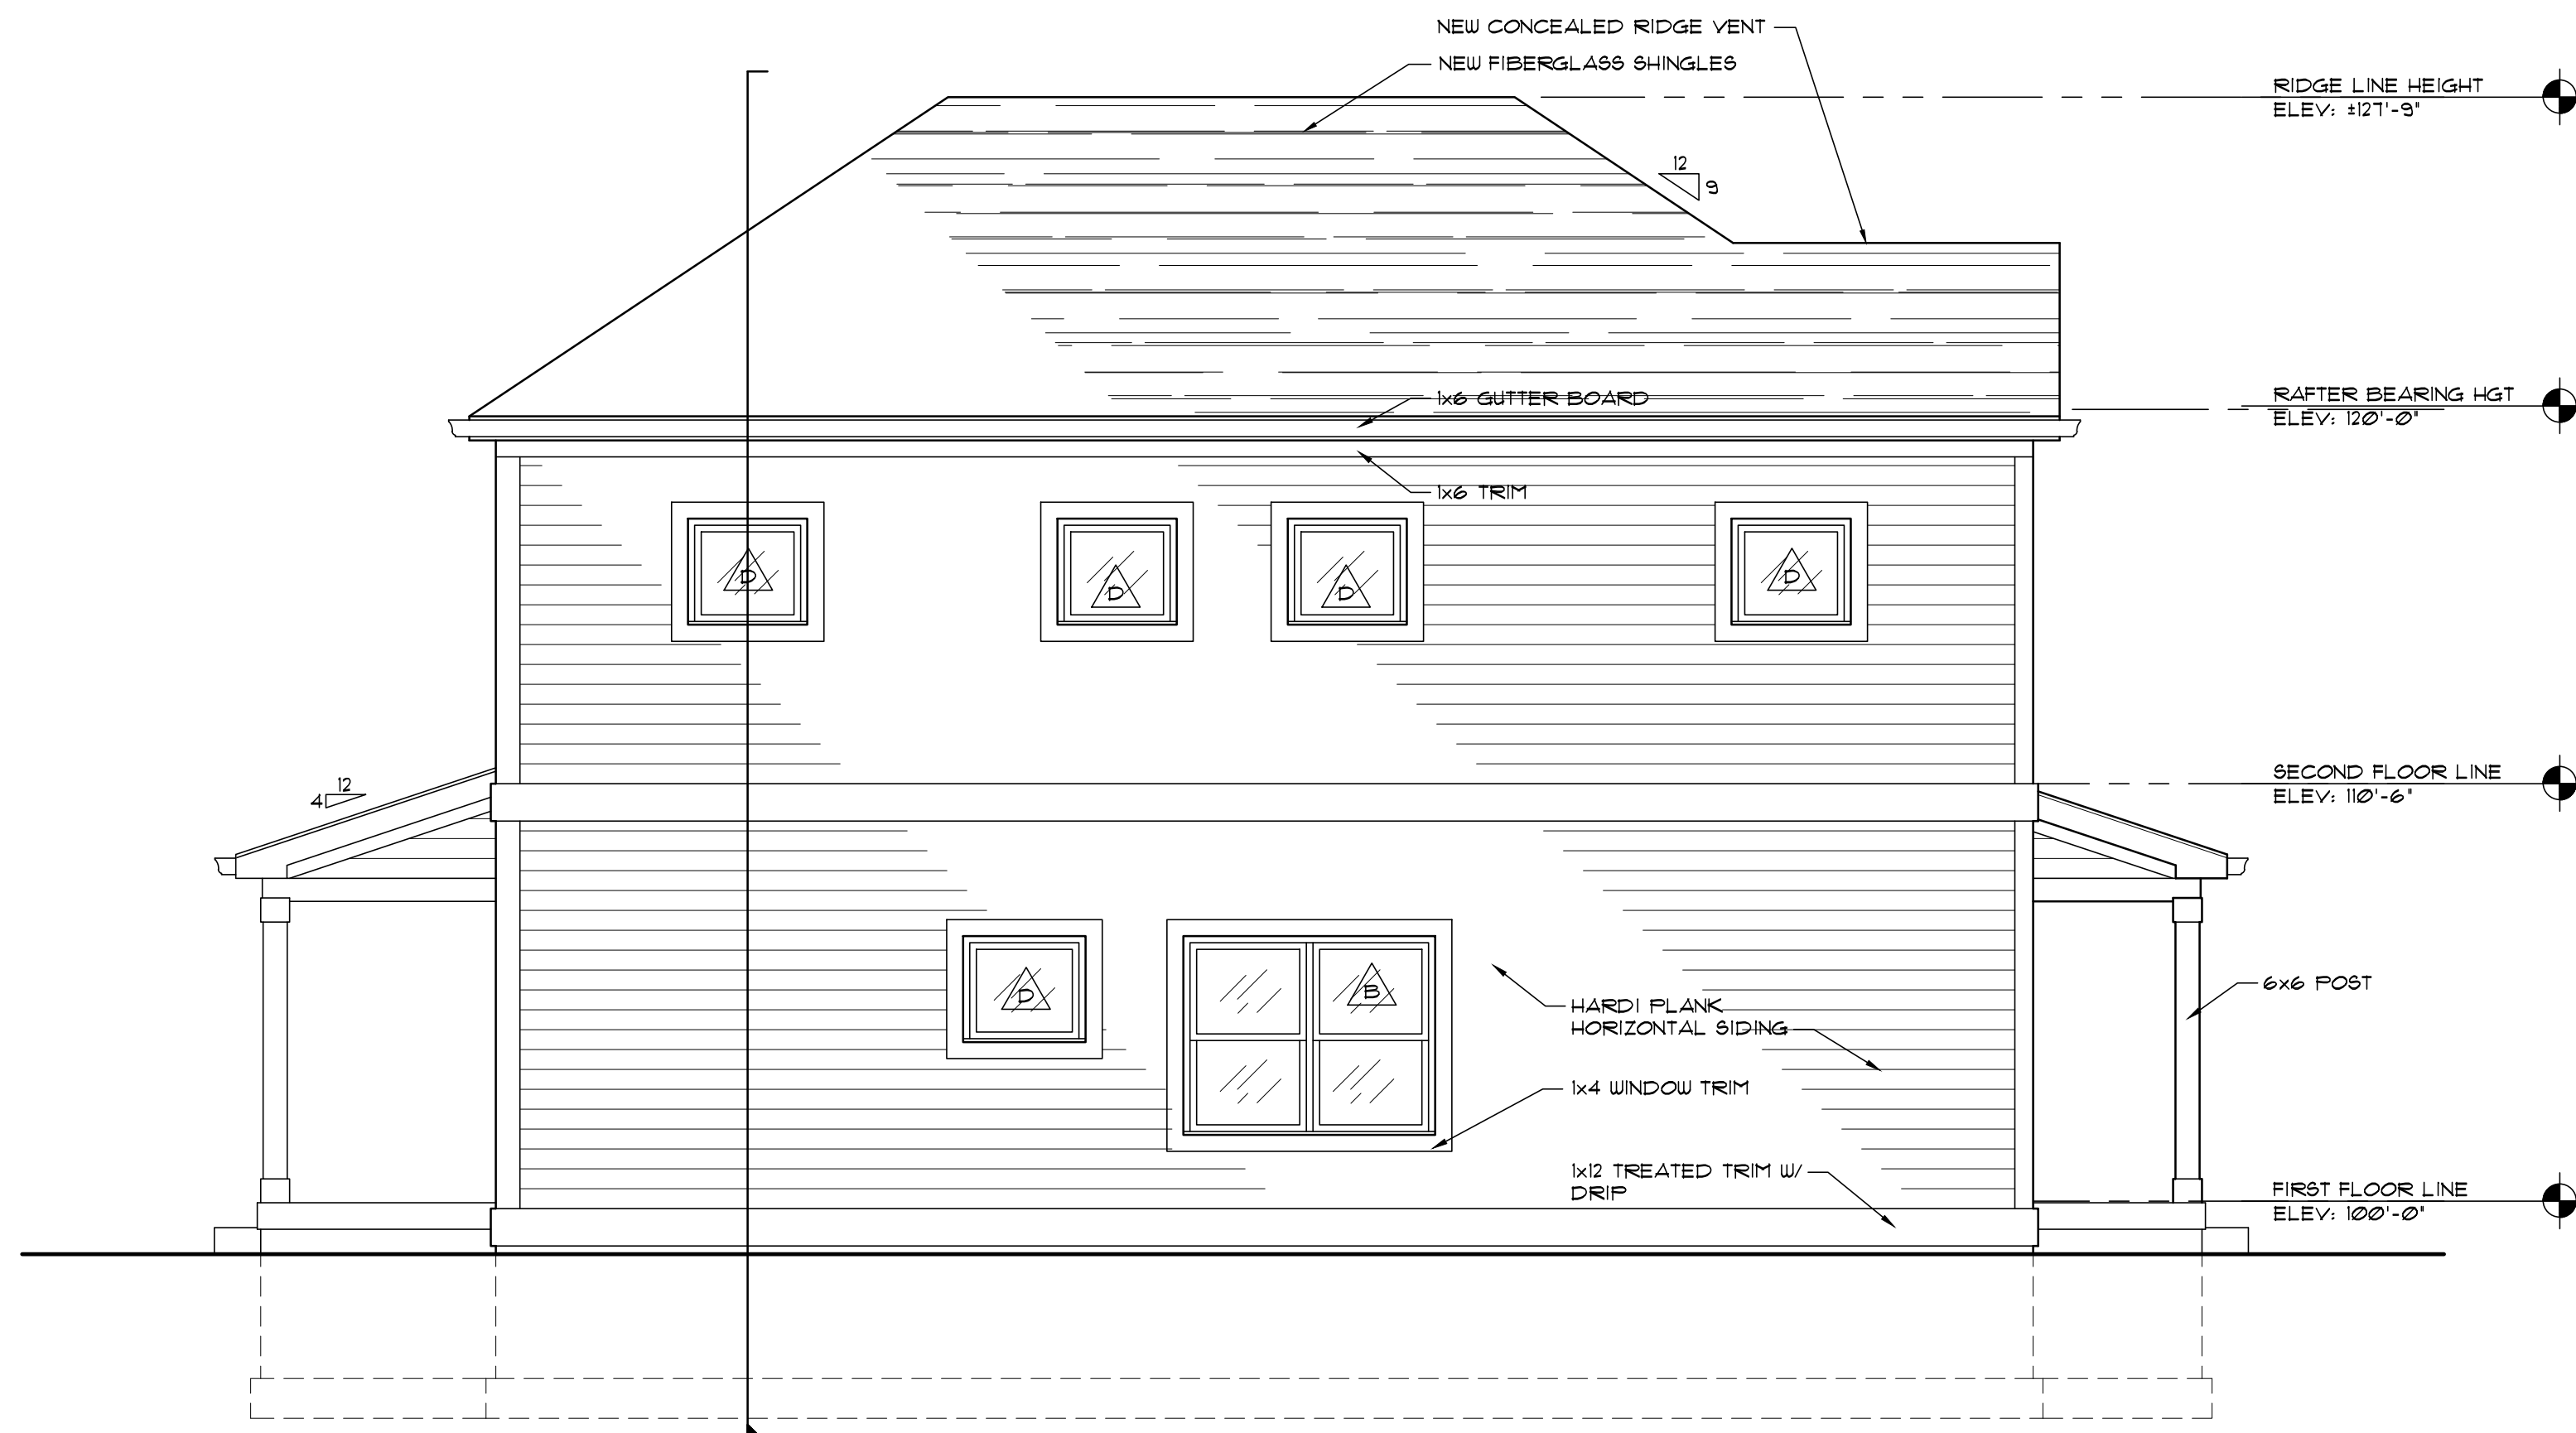 NEW CONCEALED RIDGE VENT
NEW FIBERGLASS SHINGLES
RIDGE LINE HEIGHT
ELEV: ±127'-9"
12
9
1x6 GUTTER BOARD
RAFTER BEARING HGT
ELEV: 120'-0"
1x6 TRIM
D
D
D
D
12
4
SECOND FLOOR LINE
ELEV: 110'-6"
D
B
HARDI PLANK
HORIZONTAL SIDING
6x6 POST
1x4 WINDOW TRIM
1x12 TREATED TRIM W/
DRIP
FIRST FLOOR LINE
ELEV: 100'-0"